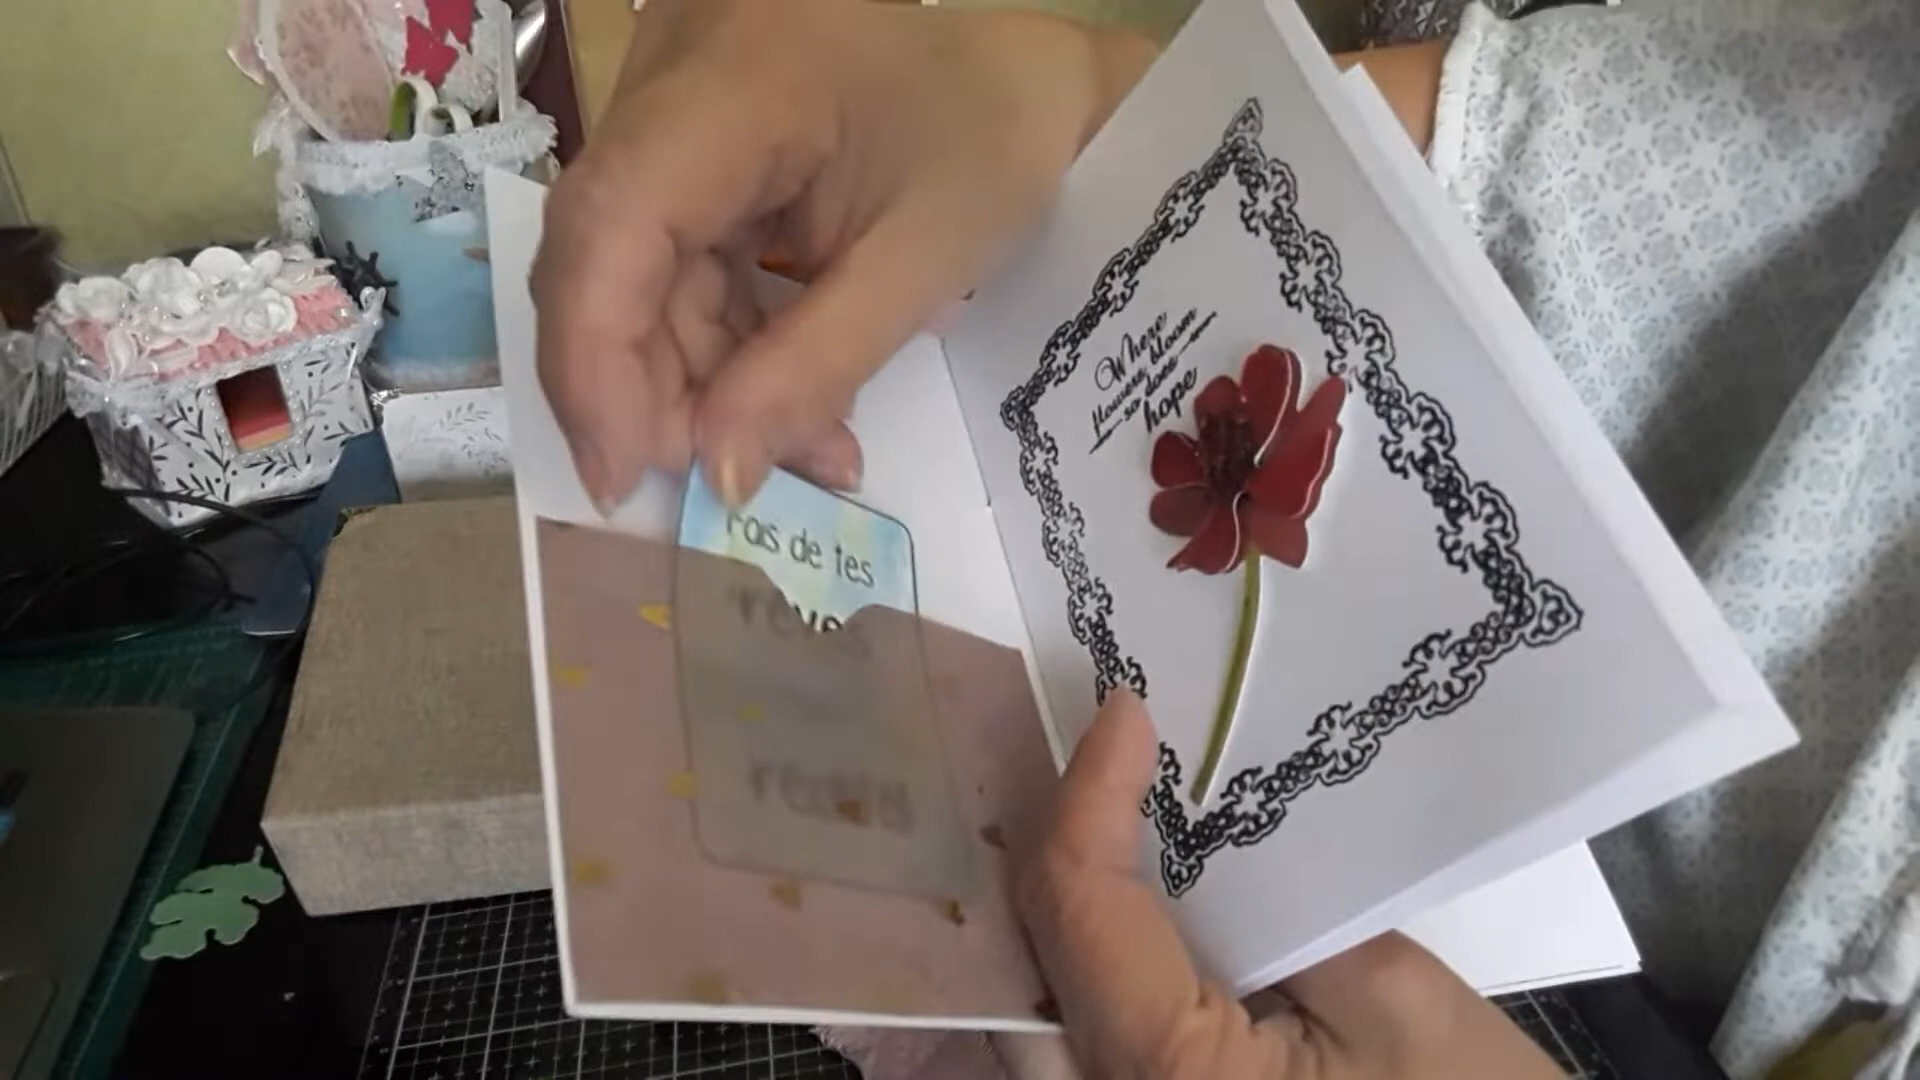 Fais de tes
rêves
Where
flowers bloom
so does
hope